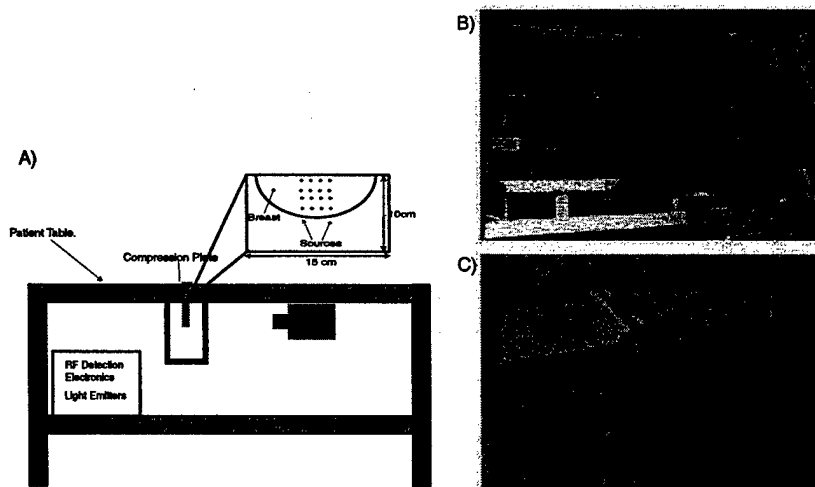 B)
A)
Breast
Sources
10cm
15 cm
Patient Table.
Compression Plate
RF Detection
Electronics
Light Emitters
C)